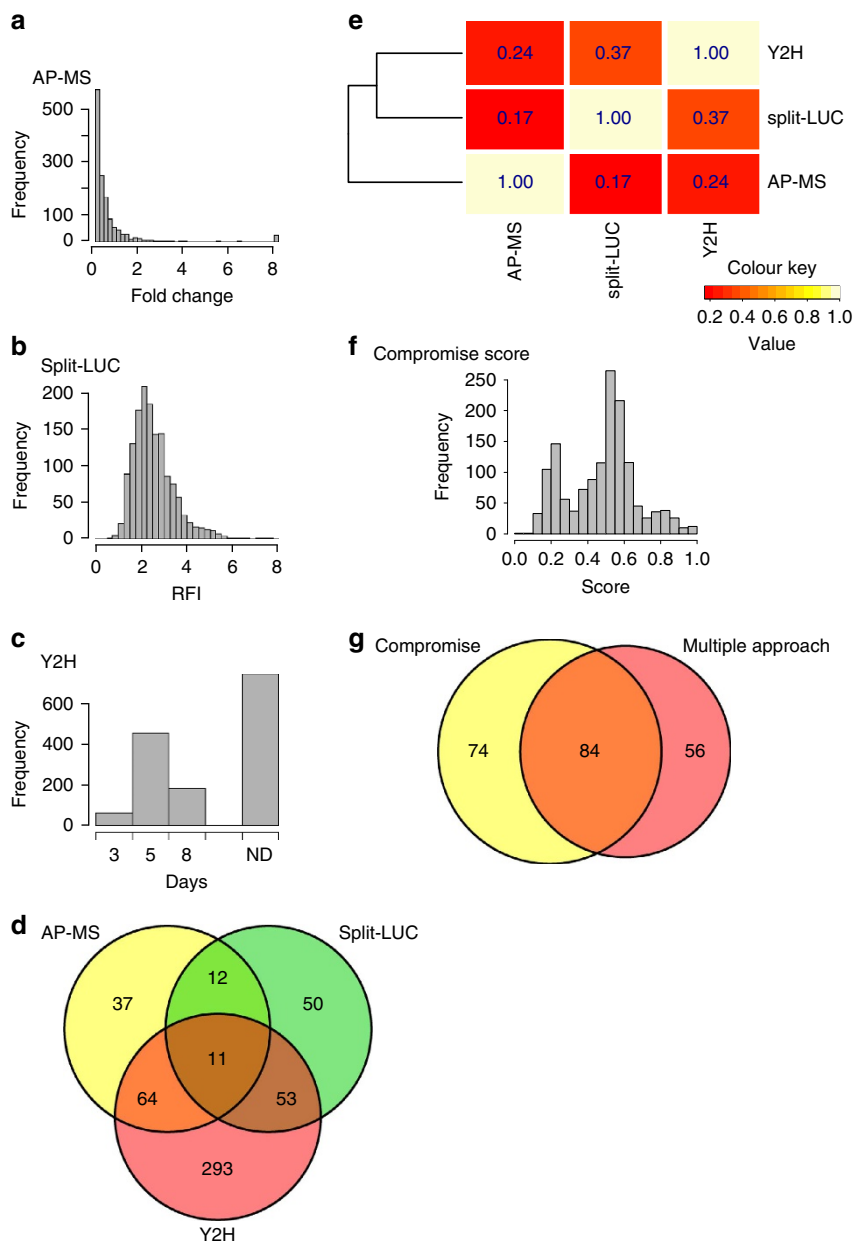 a
AP-MS
500
300
100
0
Frequency
0 2 4 6 8
Fold change
b
Split-LUC
200
150
100
50
0
Frequency
0 2 4 6 8
RFI
c
Y2H
600
400
200
0
Frequency
3 5 8 ND
Days
d
AP-MS
Split-LUC
12
37
50
11
64
53
293
Y2H
e
0.24 0.37 1.00 Y2H
0.17 1.00 0.37 split-LUC
1.00 0.17 0.24 AP-MS
AP-MS
split-LUC
Y2H
Colour key
0.2 0.4 0.6 0.8 1.0
Value
f
Compromise score
250
200
150
100
50
0
Frequency
0.0 0.2 0.4 0.6 0.8 1.0
Score
g
Compromise
Multiple approach
74 84 56